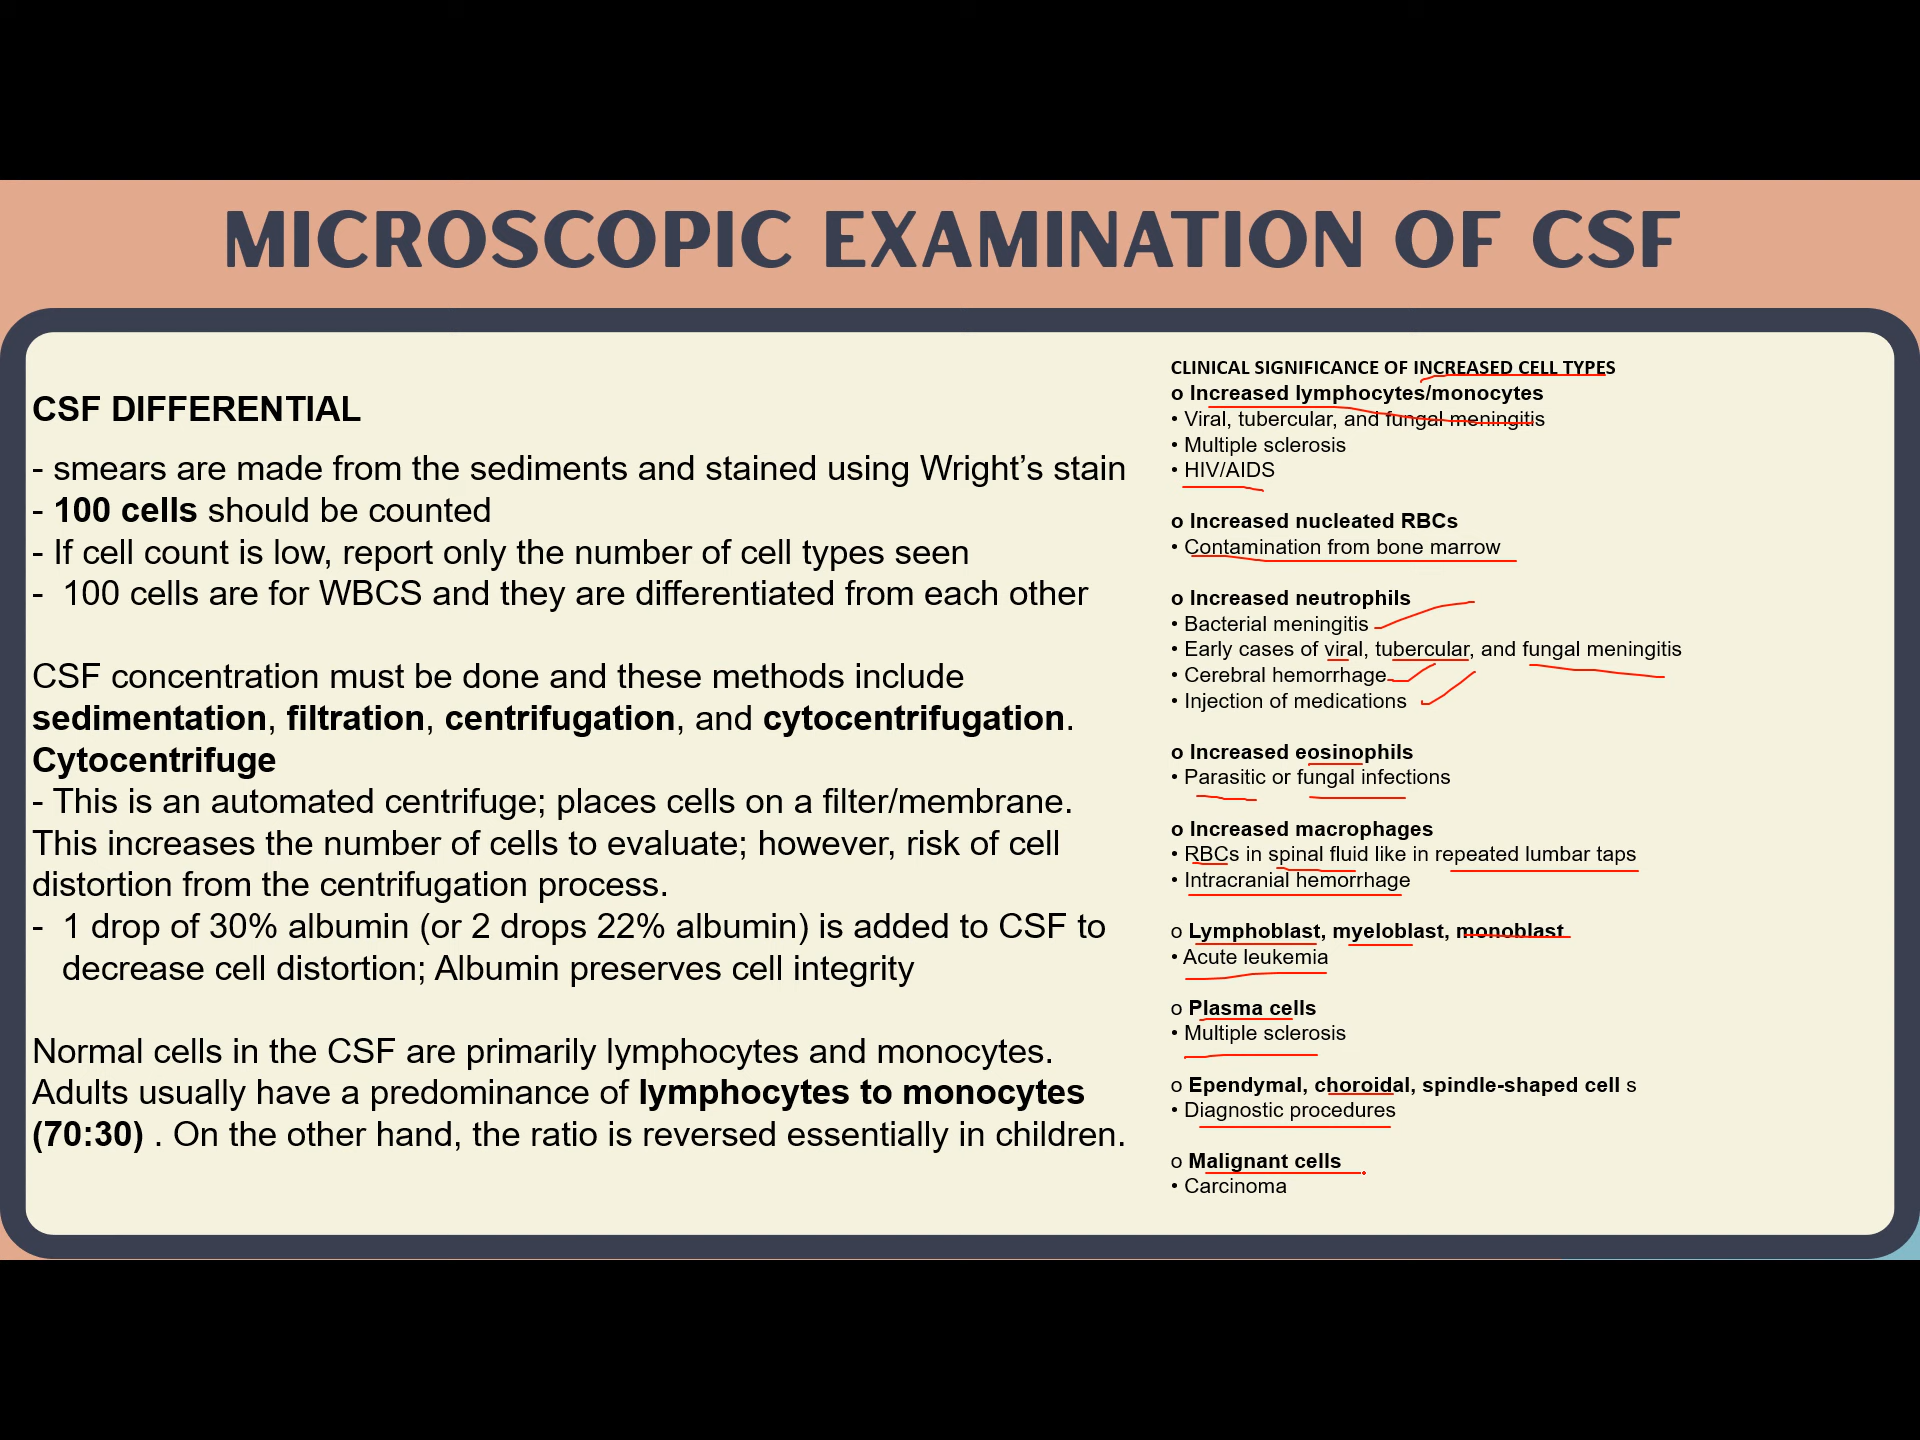 MICROSCOPIC EXAMINATION OF CSF
CSF DIFFERENTIAL
- smears are made from the sediments and stained using Wright’s stain
- 100 cells should be counted
- If cell count is low, report only the number of cell types seen
- 100 cells are for WBCS and they are differentiated from each other
CSF concentration must be done and these methods include
sedimentation, filtration, centrifugation, and cytocentrifugation.
Cytocentrifuge
- This is an automated centrifuge; places cells on a filter/membrane.
This increases the number of cells to evaluate; however, risk of cell
distortion from the centrifugation process.
- 1 drop of 30% albumin (or 2 drops 22% albumin) is added to CSF to
decrease cell distortion; Albumin preserves cell integrity
Normal cells in the CSF are primarily lymphocytes and monocytes.
Adults usually have a predominance of lymphocytes to monocytes
(70:30) . On the other hand, the ratio is reversed essentially in children.
CLINICAL SIGNIFICANCE OF INCREASED CELL TYPES
o Increased lymphocytes/monocytes
• Viral, tubercular, and fungal meningitis
• Multiple sclerosis
• HIV/AIDS
o Increased nucleated RBCs
• Contamination from bone marrow
o Increased neutrophils
• Bacterial meningitis
• Early cases of viral, tubercular, and fungal meningitis
• Cerebral hemorrhage
• Injection of medications
o Increased eosinophils
• Parasitic or fungal infections
o Increased macrophages
• RBCs in spinal fluid like in repeated lumbar taps
• Intracranial hemorrhage
o Lymphoblast, myeloblast, monoblast
• Acute leukemia
o Plasma cells
• Multiple sclerosis
o Ependymal, choroidal, spindle-shaped cell s
• Diagnostic procedures
o Malignant cells
• Carcinoma